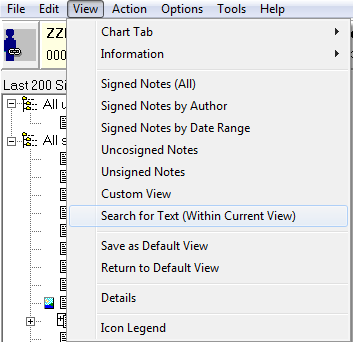 File Edit View Action Options Tools Help
ZZ
000
Last 200 Si
All u
All s
Chart Tab
Information
Signed Notes (All)
Signed Notes by Author
Signed Notes by Date Range
Uncosigned Notes
Unsigned Notes
Custom View
Search for Text (Within Current View)
Save as Default View
Return to Default View
Details
Icon Legend